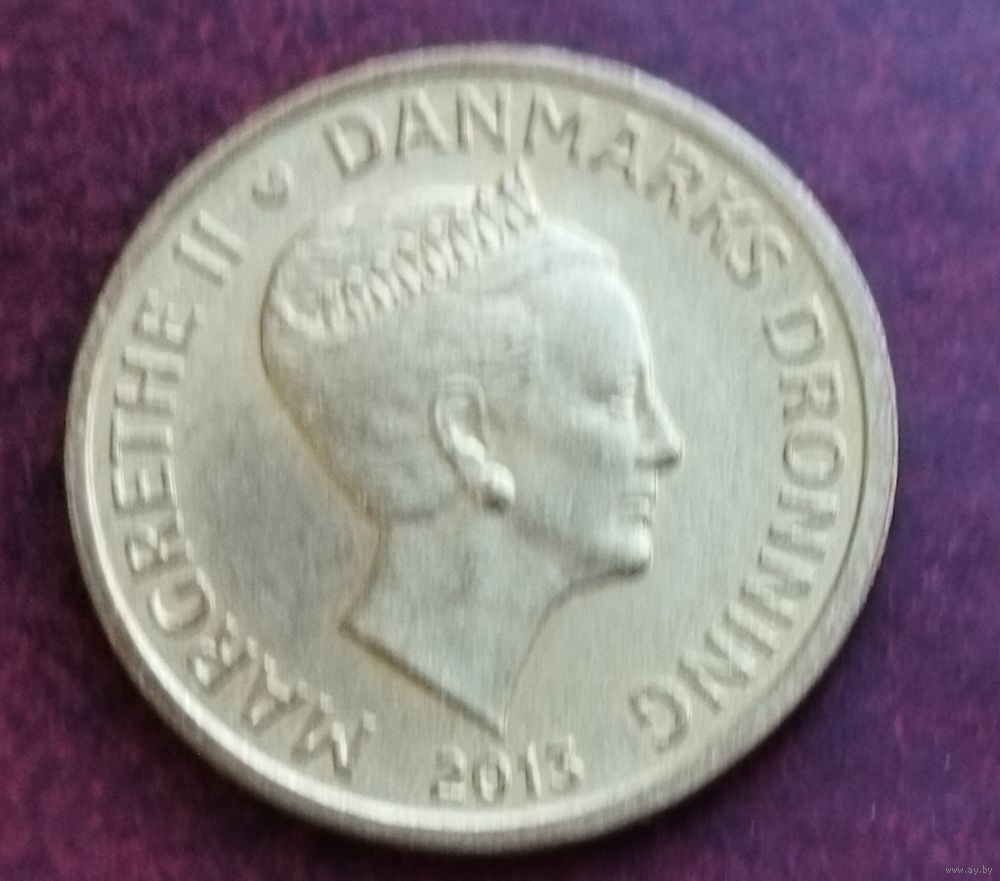 MARGRETHE II DANMARKS DRONNING
2013
www.ay.by